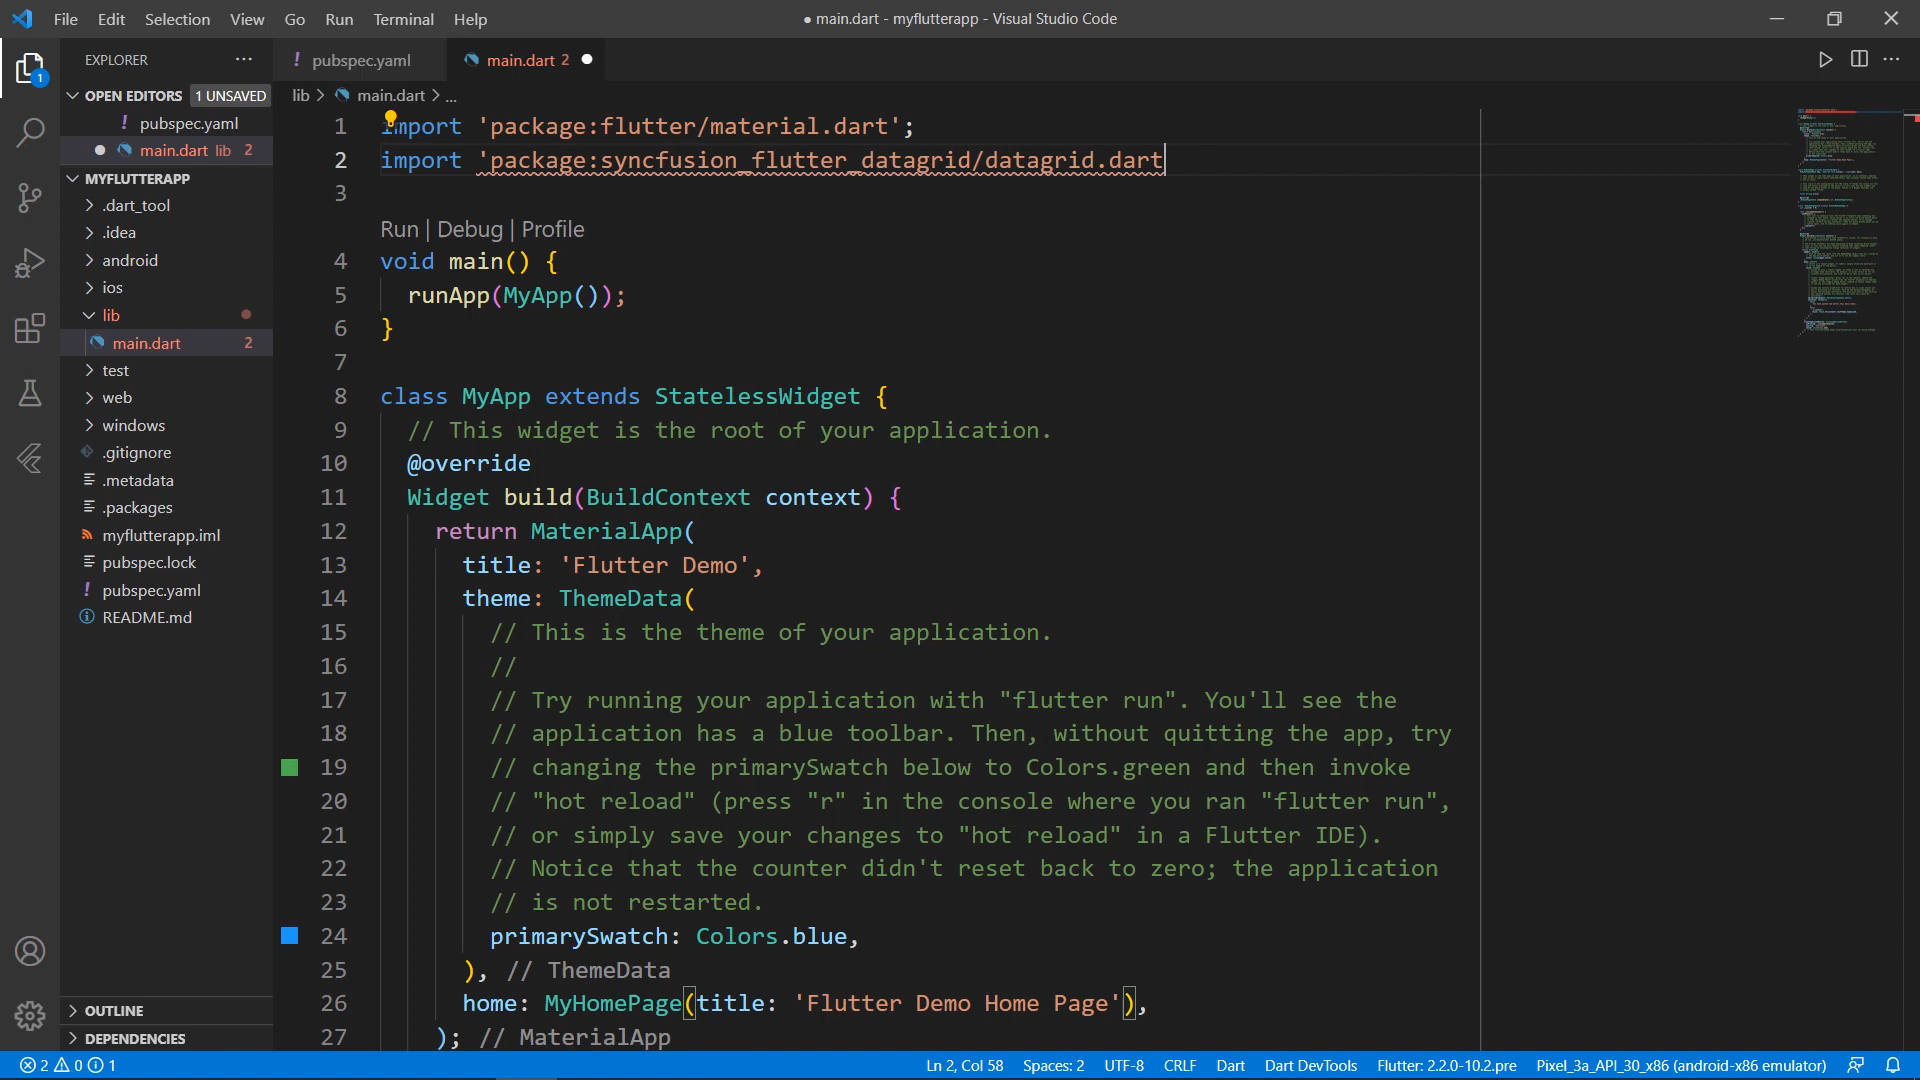 File Edit Selection View Go Run Terminal Help
● main.dart - myflutterapp - Visual Studio Code
EXPLORER ···
! pubspec.yaml
main.dart 2 ●
1
OPEN EDITORS 1 UNSAVED
! pubspec.yaml
● main.dart lib 2
MYFLUTTERAPP
.dart_tool
.idea
android
ios
lib
main.dart 2
test
web
windows
.gitignore
.metadata
.packages
myflutterapp.iml
pubspec.lock
! pubspec.yaml
README.md
OUTLINE
DEPENDENCIES
lib > main.dart > ...
1 import 'package:flutter/material.dart';
2 import 'package:syncfusion_flutter_datagrid/datagrid.dart
3
Run | Debug | Profile
4 void main() {
5 runApp(MyApp());
6 }
7
8 class MyApp extends StatelessWidget {
9 // This widget is the root of your application.
10 @override
11 Widget build(BuildContext context) {
12 return MaterialApp(
13 title: 'Flutter Demo',
14 theme: ThemeData(
15 // This is the theme of your application.
16 //
17 // Try running your application with "flutter run". You'll see the
18 // application has a blue toolbar. Then, without quitting the app, try
19 // changing the primarySwatch below to Colors.green and then invoke
20 // "hot reload" (press "r" in the console where you ran "flutter run",
21 // or simply save your changes to "hot reload" in a Flutter IDE).
22 // Notice that the counter didn't reset back to zero; the application
23 // is not restarted.
24 primarySwatch: Colors.blue,
25 ), // ThemeData
26 home: MyHomePage(title: 'Flutter Demo Home Page'),
27 ); // MaterialApp
2 0 1
Ln 2, Col 58 Spaces: 2 UTF-8 CRLF Dart Dart DevTools Flutter: 2.2.0-10.2.pre Pixel_3a_API_30_x86 (android-x86 emulator)